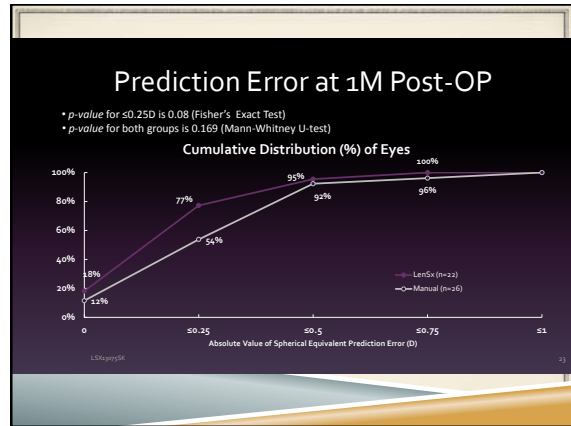 Prediction Error at 1M Post-OP
• p-value for ≤0.25D is 0.08 (Fisher's Exact Test)
• p-value for both groups is 0.169 (Mann-Whitney U-test)
Cumulative Distribution (%) of Eyes
100%
80%
60%
40%
20%
0%
18%
77%
95%
100%
12%
54%
92%
96%
LenSx (n=22)
Manual (n=26)
0
≤0.25
≤0.5
≤0.75
≤1
Absolute Value of Spherical Equivalent Prediction Error (D)
LSX13075SK
23